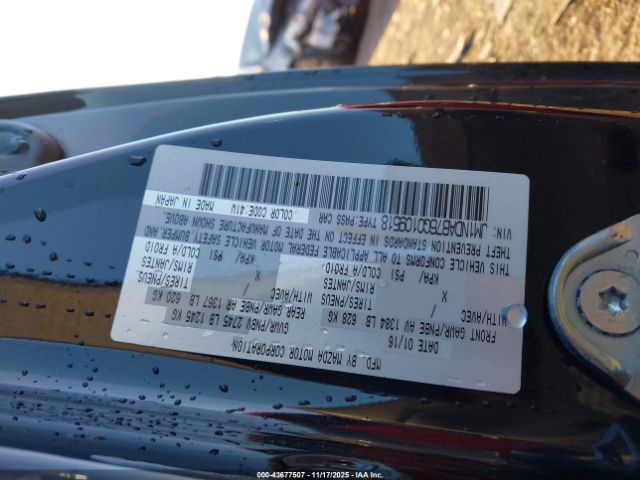 MFD. BY MAZDA MOTOR CORPORATION
DATE 01/16 GVWR/PNBV 2745 LB 1245 KG
FRONT GAWR/PNEE AV 1384 LB 628 KG REAR GAWR/PNEE AR 1367 LB 620 KG
WITH/AVEC WITH/AVEC
TIRES/PNEUS TIRES/PNEUS
RIMS/JANTES X RIMS/JANTES X
KPA/ PSI COLD/A FROID KPA/ PSI COLD/A FROID
THIS VEHICLE CONFORMS TO ALL APPLICABLE FEDERAL MOTOR VEHICLE SAFETY, BUMPER, AND
THEFT PREVENTION STANDARDS IN EFFECT ON THE DATE OF MANUFACTURE SHOWN ABOVE.
VIN: TYPE:PASS CAR MADE IN JAPAN
COLOR CODE:41W
000-43677507 - 11/17/2025 - IAAI.COM